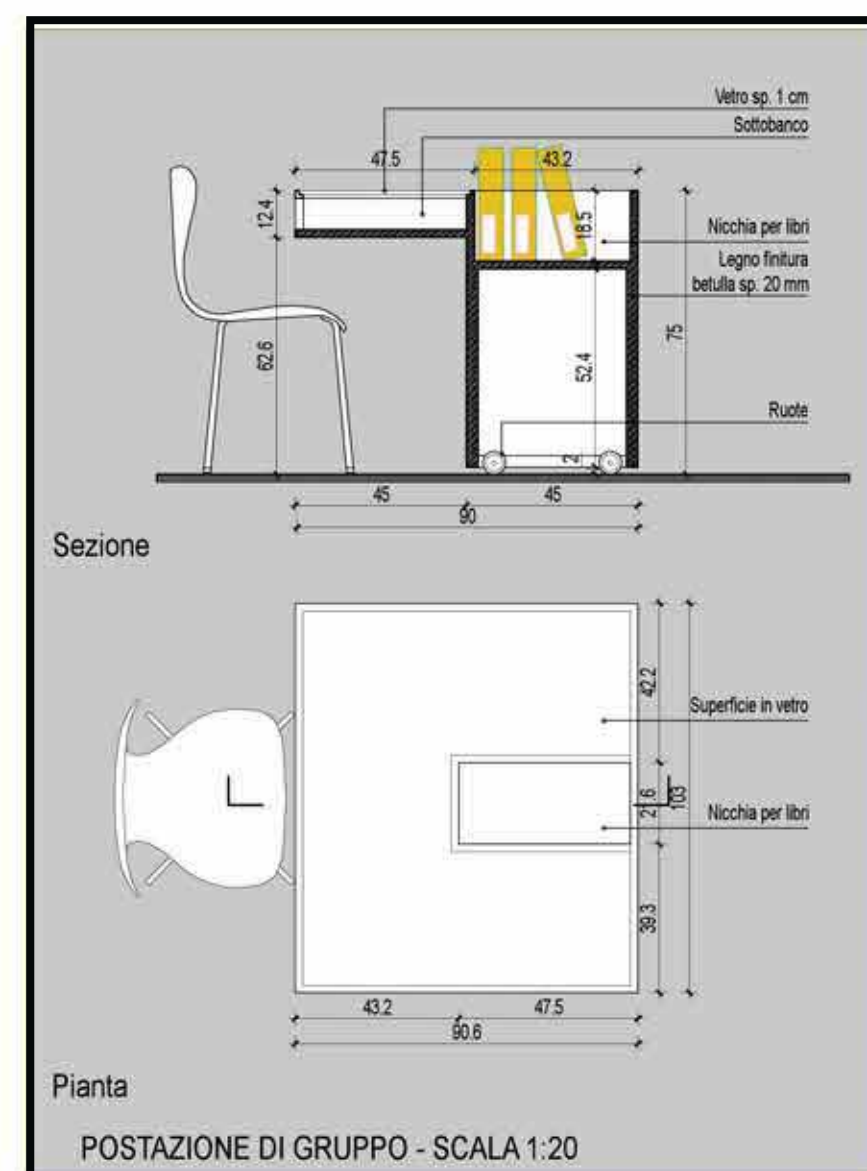 Vetro sp. 1 cm
Sottobanco
47.5
43.2
12.4
18.5
Nicchia per libri
Legno finitura
betulla sp. 20 mm
62.6
75
52.4
Ruote
2
45
45
90
Sezione
42.2
Superficie in vetro
21.6
103
Nicchia per libri
39.3
43.2
47.5
90.6
Pianta
POSTAZIONE DI GRUPPO - SCALA 1:20